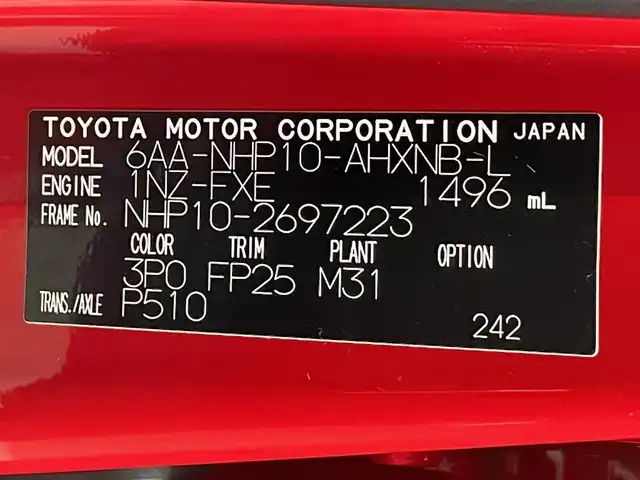 TOYOTA MOTOR CORPORATION JAPAN
MODEL 6AA-NHP10-AHXNB-L
ENGINE 1NZ-FXE 1496 mL
FRAME No. NHP10-2697223
COLOR TRIM PLANT OPTION
3P0 FP25 M31
TRANS./AXLE P510
242